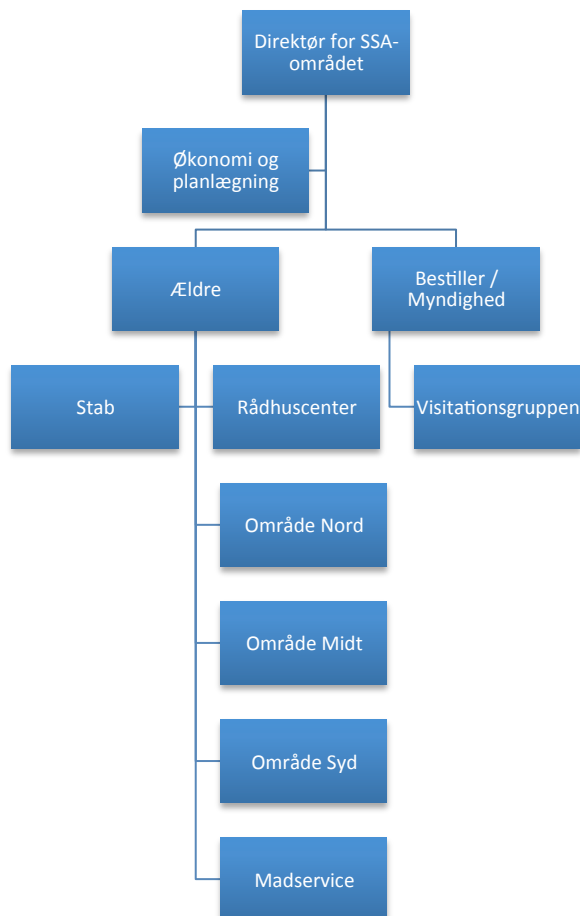 Direktør for SSA-
området
Økonomi og
planlægning
Ældre
Bestiller /
Myndighed
Stab
Rådhuscenter
Visitationsgruppen
Område Nord
Område Midt
Område Syd
Madservice